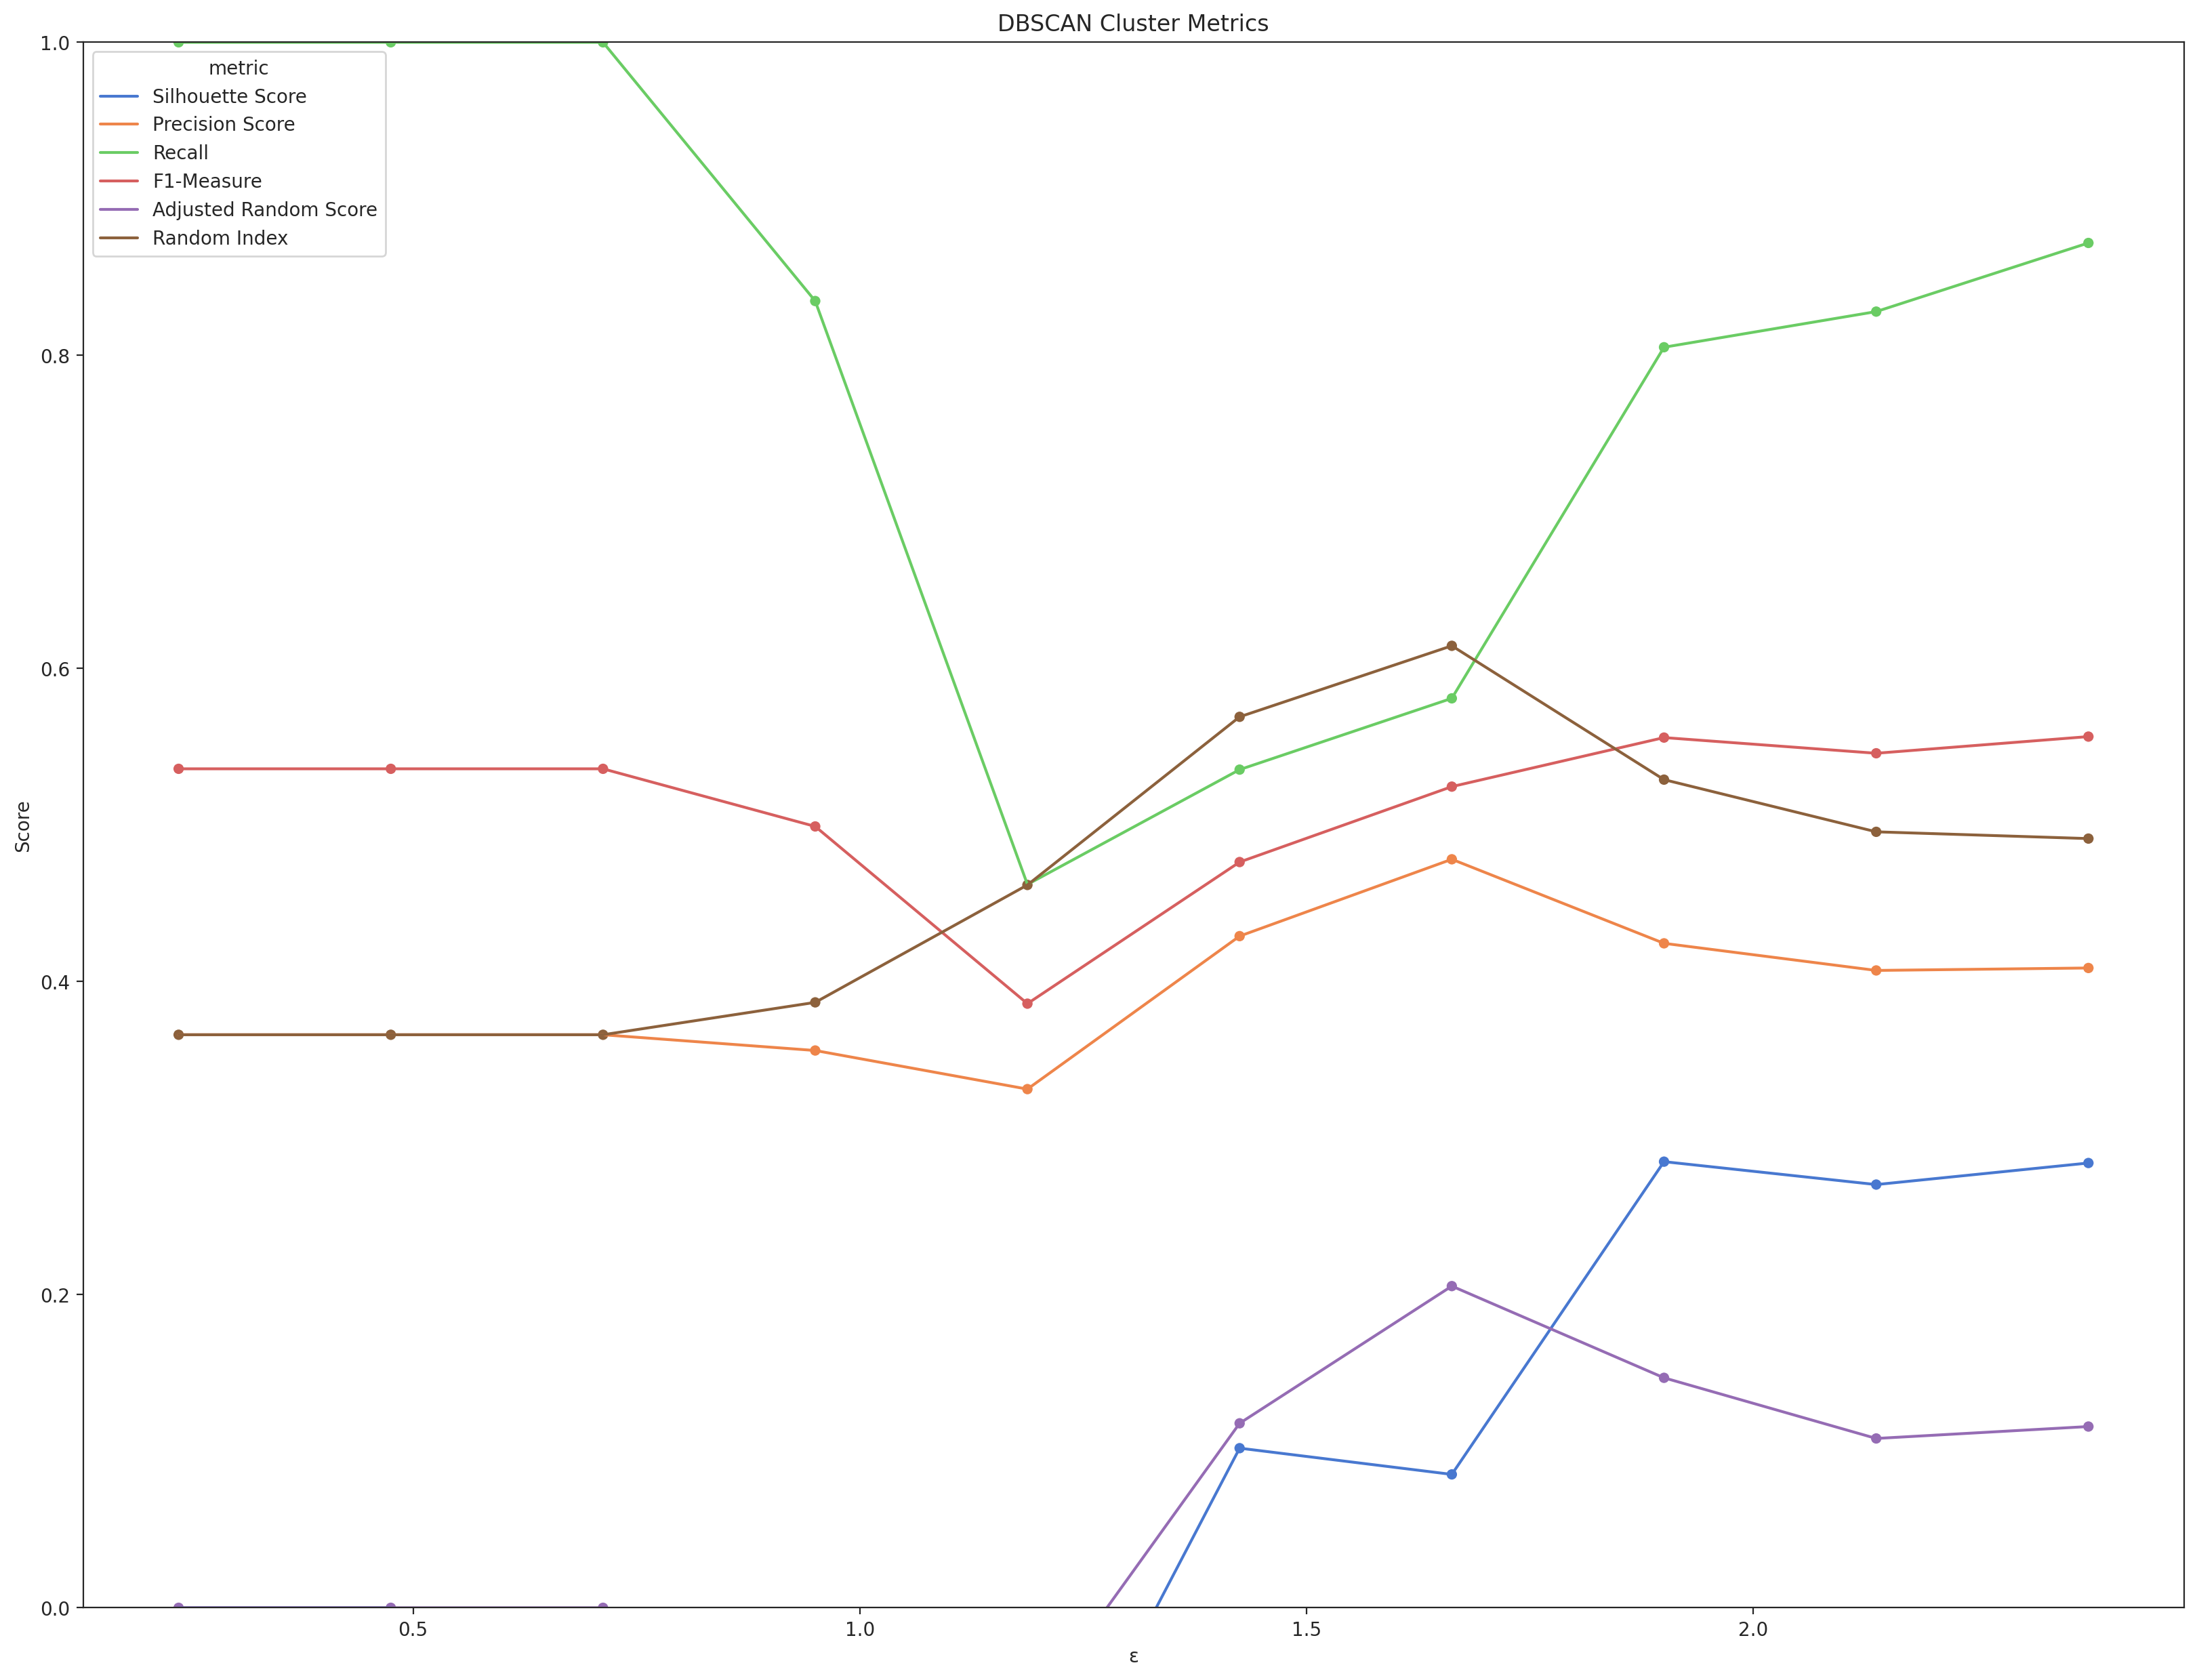 DBSCAN Cluster Metrics
metric
Silhouette Score
Precision Score
Recall
F1-Measure
Adjusted Random Score
Random Index
Score
1.0
0.8
0.6
0.4
0.2
0.0
0.5
1.0
1.5
2.0
ε